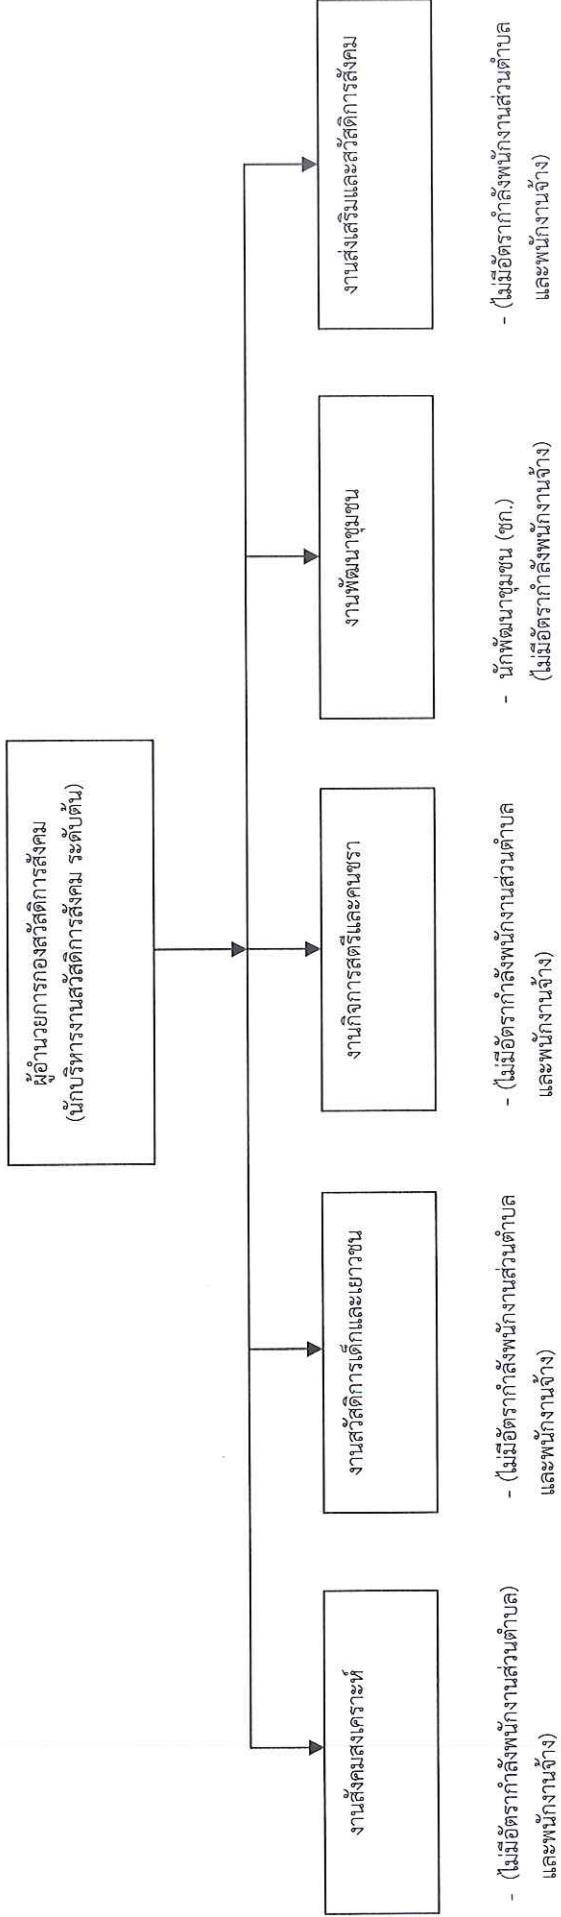 ผู้อำนวยการกองสวัสดิการสังคม
(นักบริหารงานสวัสดิการสังคม ระดับต้น)
งานสังคมสงเคราะห์
- (ไม่มีอัตรากำลังพนักงานส่วนตำบล)
และพนักงานจ้าง)
งานสวัสดิการเด็กและเยาวชน
- (ไม่มีอัตรากำลังพนักงานส่วนตำบล
และพนักงานจ้าง)
งานกิจการสตรีและคนชรา
- (ไม่มีอัตรากำลังพนักงานส่วนตำบล
และพนักงานจ้าง)
งานพัฒนาชุมชน
- นักพัฒนาชุมชน (ชก.)
(ไม่มีอัตรากำลังพนักงานจ้าง)
งานส่งเสริมและสวัสดิการสังคม
- (ไม่มีอัตรากำลังพนักงานส่วนตำบล
และพนักงานจ้าง)